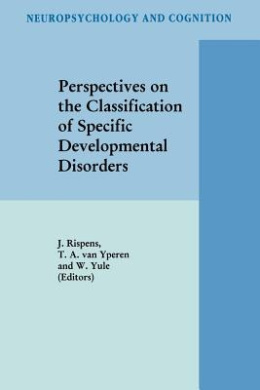 NEUROPSYCHOLOGY AND COGNITION
Perspectives on
the Classification
of Specific
Developmental
Disorders
J. Rispens,
T. A. van Yperen
and W. Yule
(Editors)